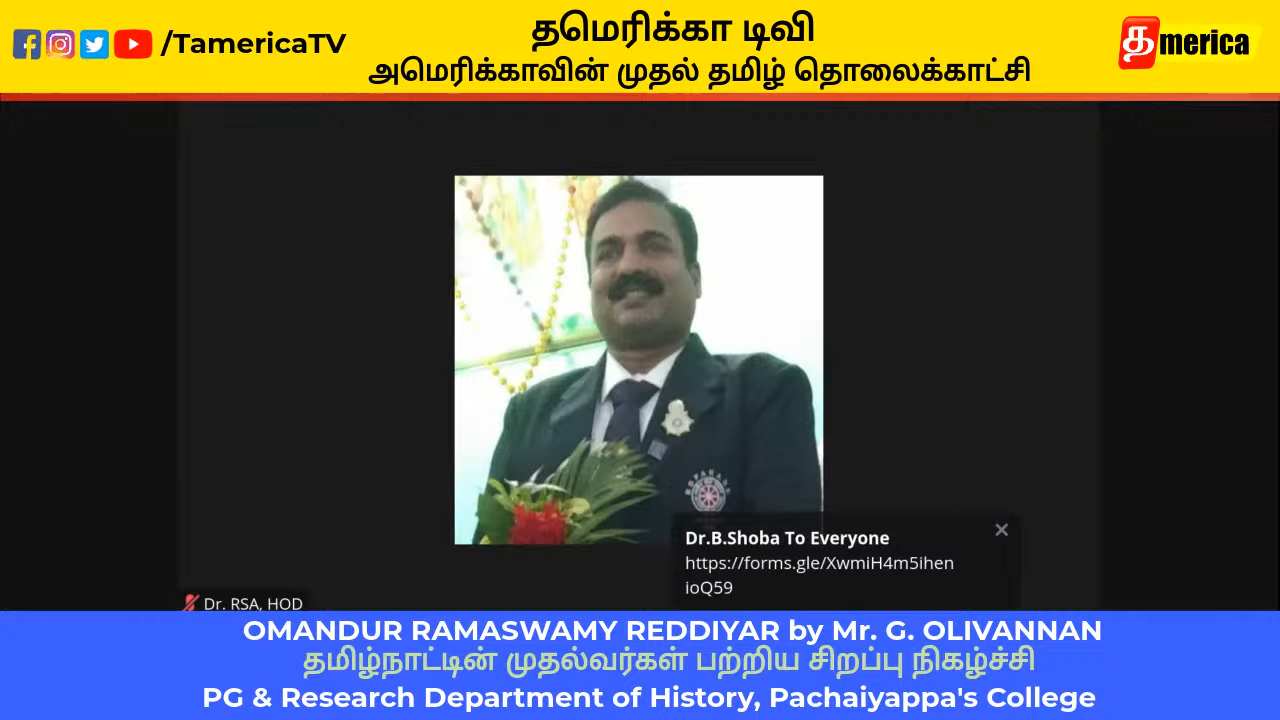 /TamericaTV
தமெரிக்கா டிவி
அமெரிக்காவின் முதல் தமிழ் தொலைக்காட்சி
தmerica
Dr.B.Shoba To Everyone
https://forms.gle/XwmiH4m5ihen
ioQ59
Dr. RSA, HOD
OMANDUR RAMASWAMY REDDIYAR by Mr. G. OLIVANNAN
தமிழ்நாட்டின் முதல்வர்கள் பற்றிய சிறப்பு நிகழ்ச்சி
PG & Research Department of History, Pachaiyappa's College